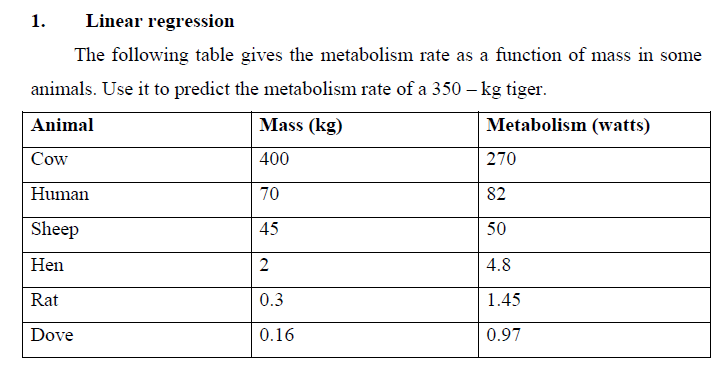 1. Linear regression
The following table gives the metabolism rate as a function of mass in some
animals. Use it to predict the metabolism rate of a 350 – kg tiger.
Animal Mass (kg) Metabolism (watts)
Cow 400 270
Human 70 82
Sheep 45 50
Hen 2 4.8
Rat 0.3 1.45
Dove 0.16 0.97